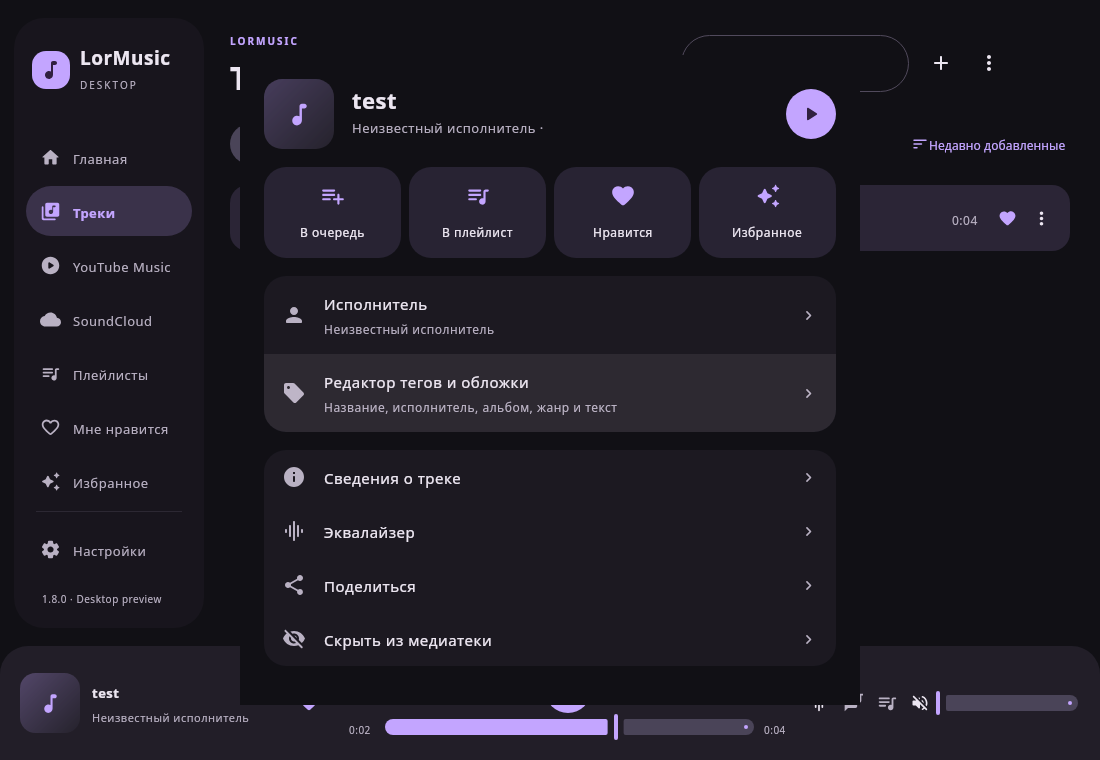 LorMusic
DESKTOP
Главная
Треки
YouTube Music
SoundCloud
Плейлисты
Мне нравится
Избранное
Настройки
1.8.0 · Desktop preview
LORMUSIC
Недавно добавленные
0:04
test
Неизвестный исполнитель ·
В очередь
В плейлист
Нравится
Избранное
Исполнитель
Неизвестный исполнитель
Редактор тегов и обложки
Название, исполнитель, альбом, жанр и текст
Сведения о треке
Эквалайзер
Поделиться
Скрыть из медиатеки
test
Неизвестный исполнитель
0:02
0:04